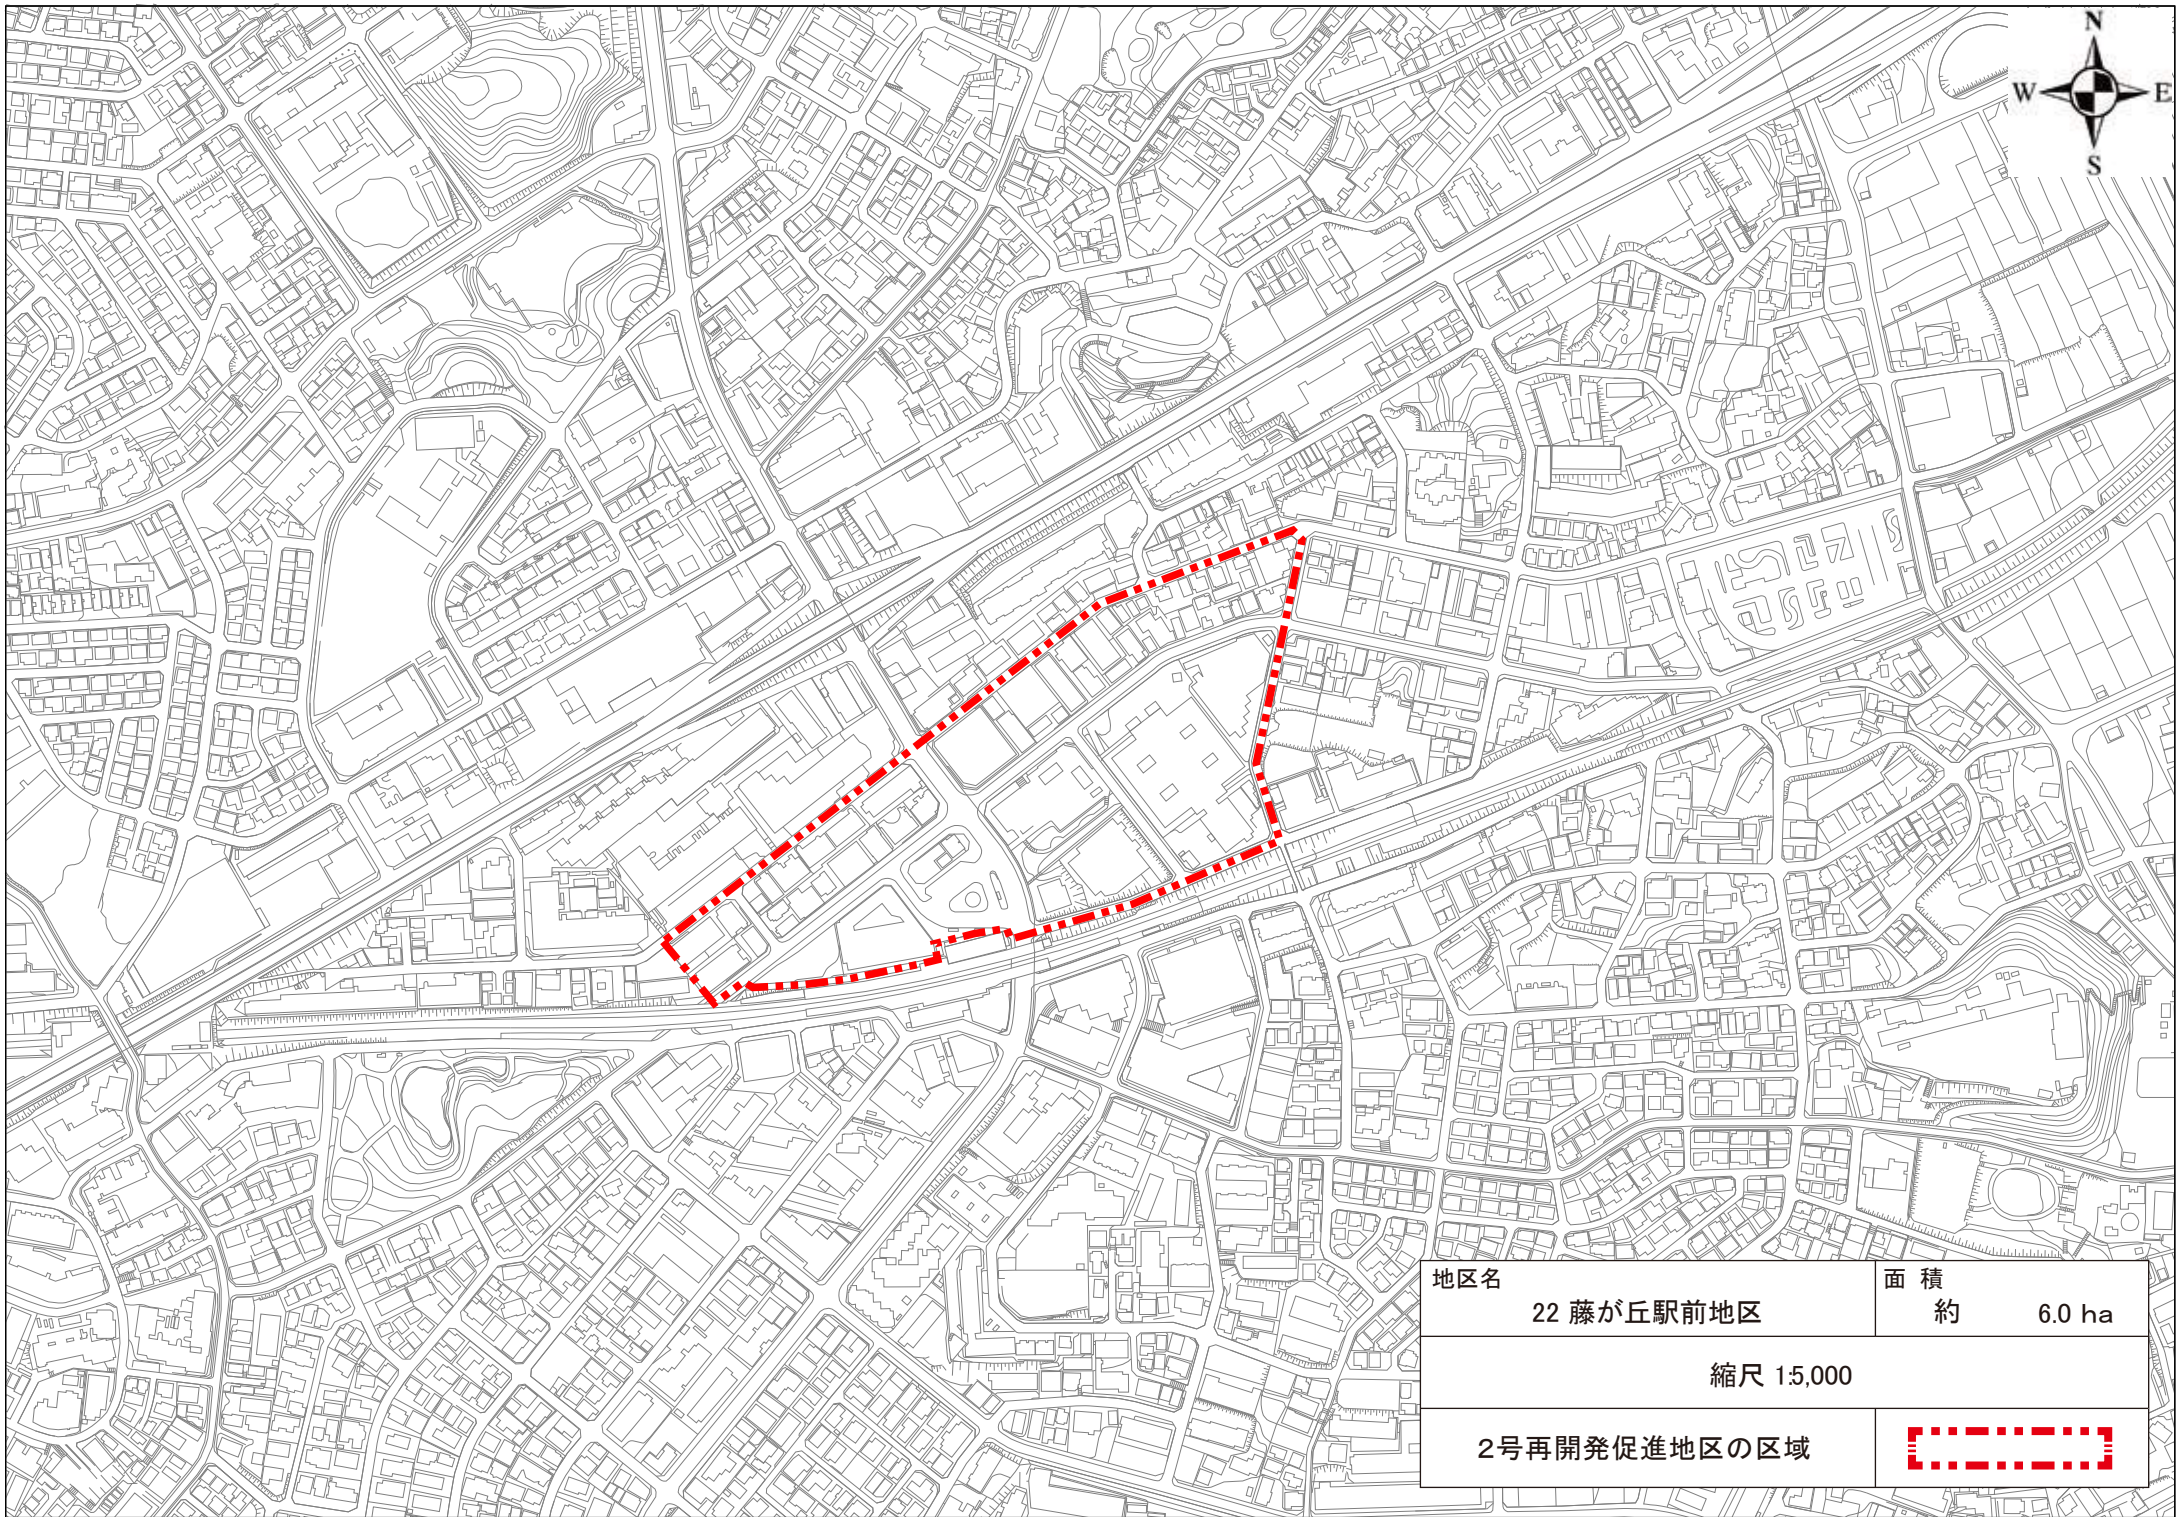 N
W E
S
地区名
22 藤が丘駅前地区
面 積
約 6.0 ha
縮尺 1:5,000
2号再開発促進地区の区域